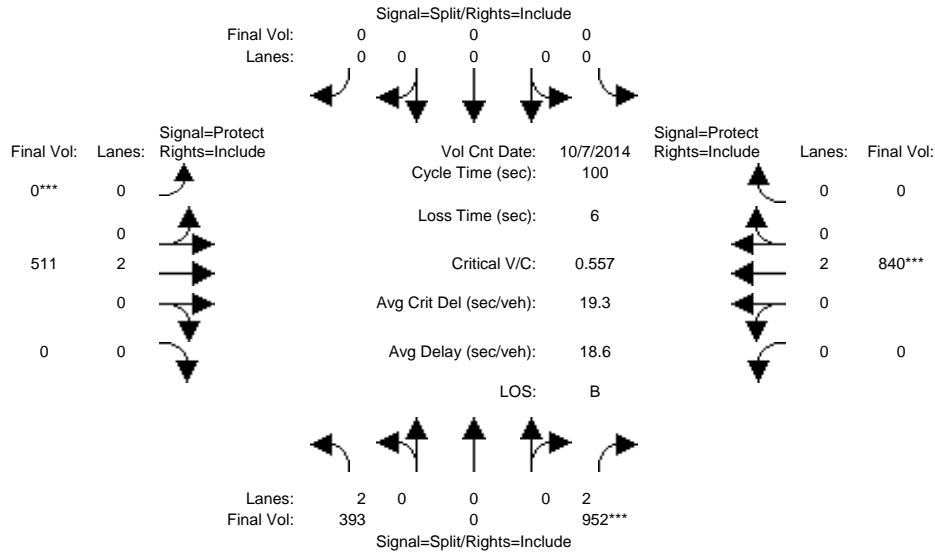 Signal=Split/Rights=Include
Final Vol: 0 0 0
Lanes: 0 0 0 0 0
Signal=Protect Signal=Protect
Final Vol: Lanes: Rights=Include Vol Cnt Date: 10/7/2014 Rights=Include Lanes: Final Vol:
Cycle Time (sec): 100
0*** 0 0 0
Loss Time (sec): 6
0 0
511 2 Critical V/C: 0.557 2 840***
0 Avg Crit Del (sec/veh): 19.3 0
0 0 Avg Delay (sec/veh): 18.6 0 0
LOS: B
Lanes: 2 0 0 0 2
Final Vol: 393 0 952***
Signal=Split/Rights=Include